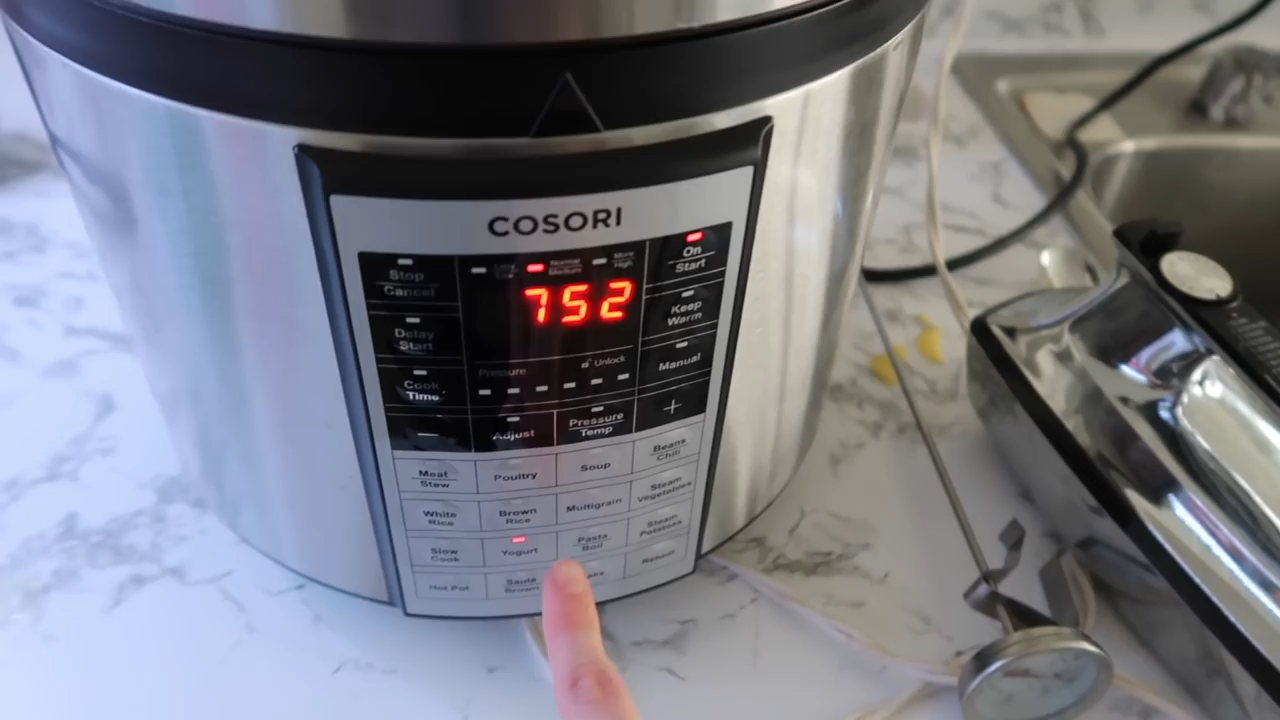 COSORI
Stop
Cancel
Normal
Medium
More
High
On
Start
752
Delay
Start
Keep
Warm
Pressure
Unlock
Manual
Cook
Time
—
Adjust
Pressure
Temp
+
Meat
Stew
Poultry
Soup
Beans
Chili
White
Rice
Brown
Rice
Multigrain
Steam
Vegetables
Slow
Cook
Yogurt
Pasta
Boil
Steam
Potatoes
Hot Pot
Sauté
Brown
Reheat